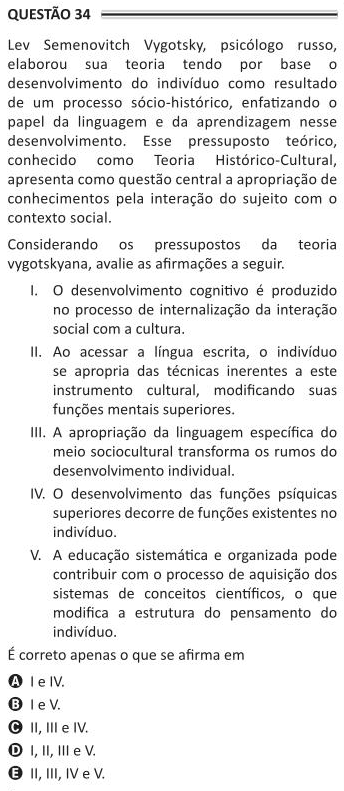 QUESTÃO 34
Lev Semenovitch Vygotsky, psicólogo russo,
elaborou sua teoria tendo por base o
desenvolvimento do indivíduo como resultado
de um processo sócio-histórico, enfatizando o
papel da linguagem e da aprendizagem nesse
desenvolvimento. Esse pressuposto teórico,
conhecido como Teoria Histórico-Cultural,
apresenta como questão central a apropriação de
conhecimentos pela interação do sujeito com o
contexto social.
Considerando os pressupostos da teoria
vygotskyana, avalie as afirmações a seguir.
I. O desenvolvimento cognitivo é produzido
no processo de internalização da interação
social com a cultura.
II. Ao acessar a língua escrita, o indivíduo
se apropria das técnicas inerentes a este
instrumento cultural, modificando suas
funções mentais superiores.
III. A apropriação da linguagem específica do
meio sociocultural transforma os rumos do
desenvolvimento individual.
IV. O desenvolvimento das funções psíquicas
superiores decorre de funções existentes no
indivíduo.
V. A educação sistemática e organizada pode
contribuir com o processo de aquisição dos
sistemas de conceitos científicos, o que
modifica a estrutura do pensamento do
indivíduo.
É correto apenas o que se afirma em
A I e IV.
B I e V.
C II, III e IV.
D I, II, III e V.
E II, III, IV e V.